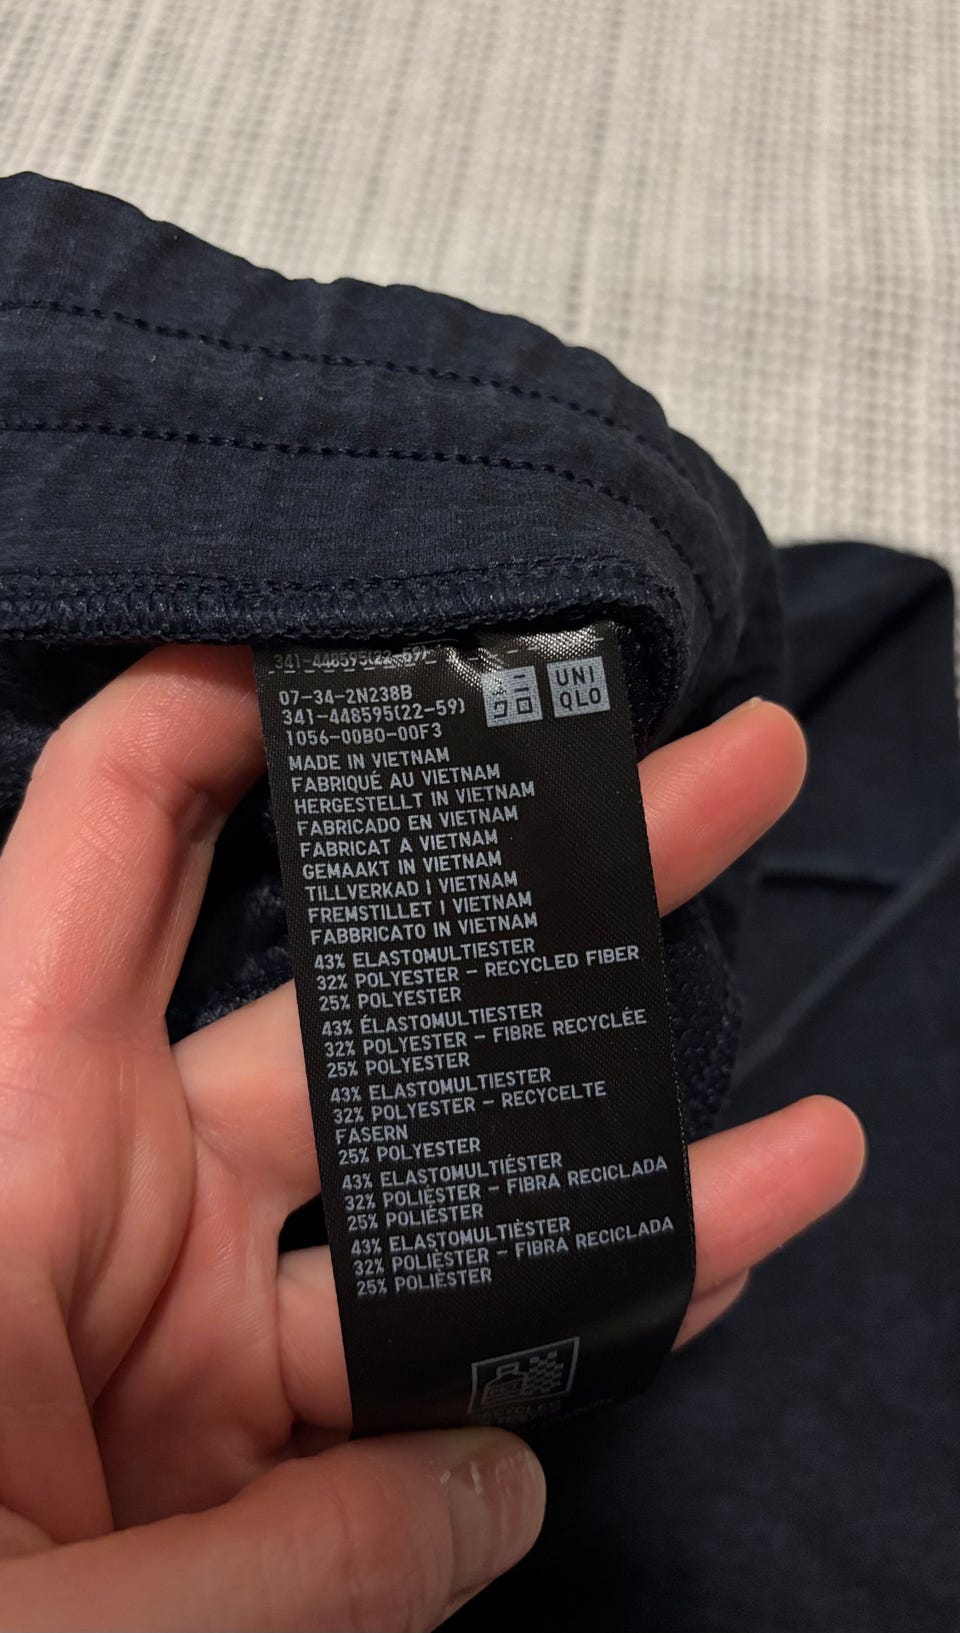 341-448595(22-59)
UNI
QLO
07-34-2N238B
341-448595(22-59)
1056-00B0-00F3
MADE IN VIETNAM
FABRIQUÉ AU VIETNAM
HERGESTELLT IN VIETNAM
FABRICADO EN VIETNAM
FABRICAT A VIETNAM
GEMAAKT IN VIETNAM
TILLVERKAD I VIETNAM
FREMSTILLET I VIETNAM
FABBRICATO IN VIETNAM
43% ELASTOMULTIESTER
32% POLYESTER – RECYCLED FIBER
25% POLYESTER
43% ÉLASTOMULTIESTER
32% POLYESTER – FIBRE RECYCLÉE
25% POLYESTER
43% ELASTOMULTIESTER
32% POLYESTER – RECYCELTE
FASERN
25% POLYESTER
43% ELASTOMULTIÉSTER
32% POLIÉSTER – FIBRA RECICLADA
25% POLIÉSTER
43% ELASTOMULTIÈSTER
32% POLIÈSTER – FIBRA RECICLADA
25% POLIÈSTER
RECYCLED